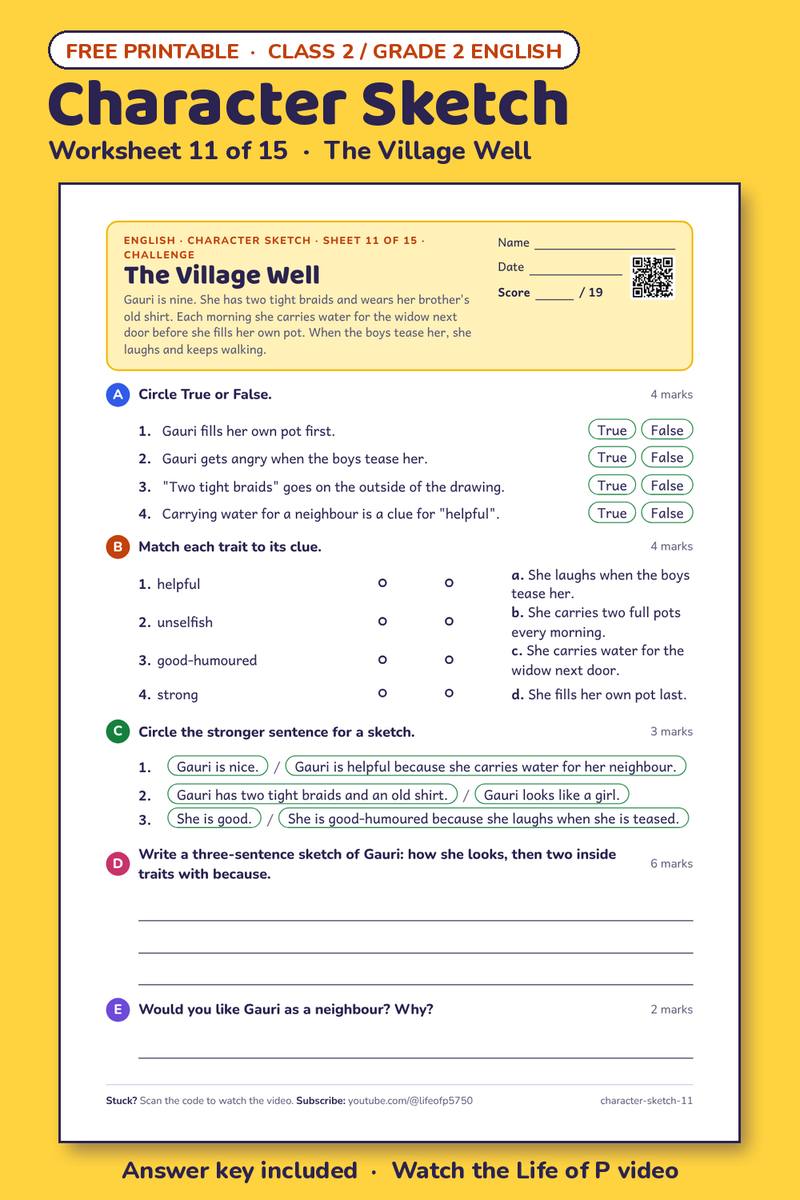 FREE PRINTABLE · CLASS 2 / GRADE 2 ENGLISH
Character Sketch
Worksheet 11 of 15 · The Village Well
ENGLISH · CHARACTER SKETCH · SHEET 11 OF 15 ·
CHALLENGE
The Village Well
Gauri is nine. She has two tight braids and wears her brother's
old shirt. Each morning she carries water for the widow next
door before she fills her own pot. When the boys tease her, she
laughs and keeps walking.
Name
Date
Score / 19
A Circle True or False. 4 marks
1. Gauri fills her own pot first. True False
2. Gauri gets angry when the boys tease her. True False
3. "Two tight braids" goes on the outside of the drawing. True False
4. Carrying water for a neighbour is a clue for "helpful". True False
B Match each trait to its clue. 4 marks
1. helpful
a. She laughs when the boys
tease her.
2. unselfish
b. She carries two full pots
every morning.
3. good-humoured
c. She carries water for the
widow next door.
4. strong
d. She fills her own pot last.
C Circle the stronger sentence for a sketch. 3 marks
1. Gauri is nice. / Gauri is helpful because she carries water for her neighbour.
2. Gauri has two tight braids and an old shirt. / Gauri looks like a girl.
3. She is good. / She is good-humoured because she laughs when she is teased.
D Write a three-sentence sketch of Gauri: how she looks, then two inside
traits with because. 6 marks
E Would you like Gauri as a neighbour? Why? 2 marks
Stuck? Scan the code to watch the video. Subscribe: youtube.com/@lifeofp5750 character-sketch-11
Answer key included · Watch the Life of P video